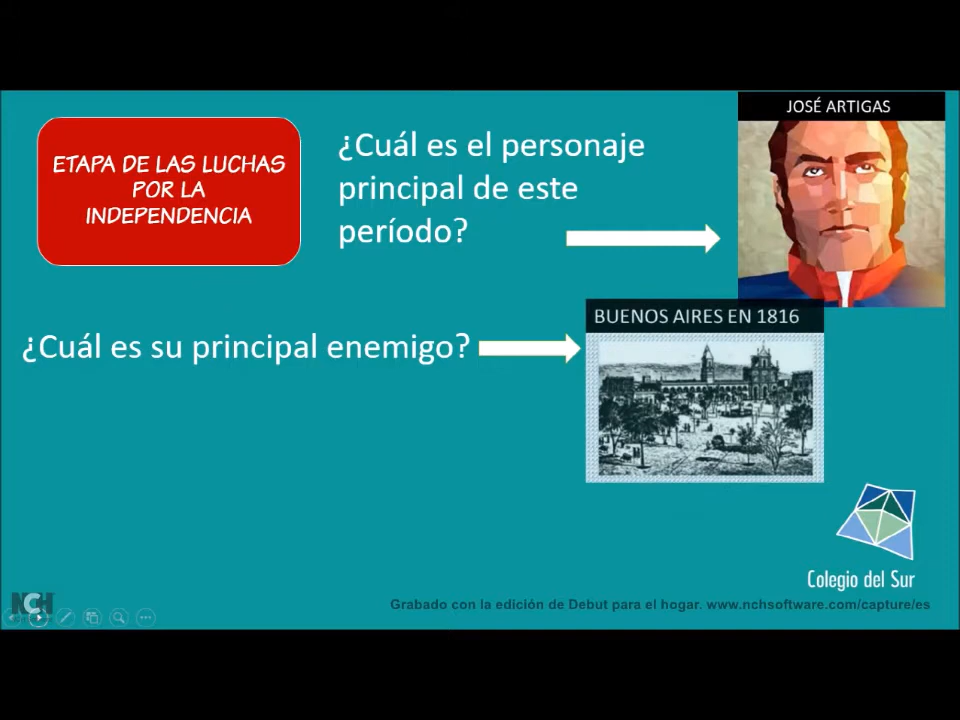 JOSÉ ARTIGAS
ETAPA DE LAS LUCHAS
POR LA
INDEPENDENCIA
¿Cuál es el personaje
principal de este
período?
¿Cuál es su principal enemigo?
BUENOS AIRES EN 1816
Colegio del Sur
NCH
Grabado con la edición de Debut para el hogar. www.nchsoftware.com/capture/es